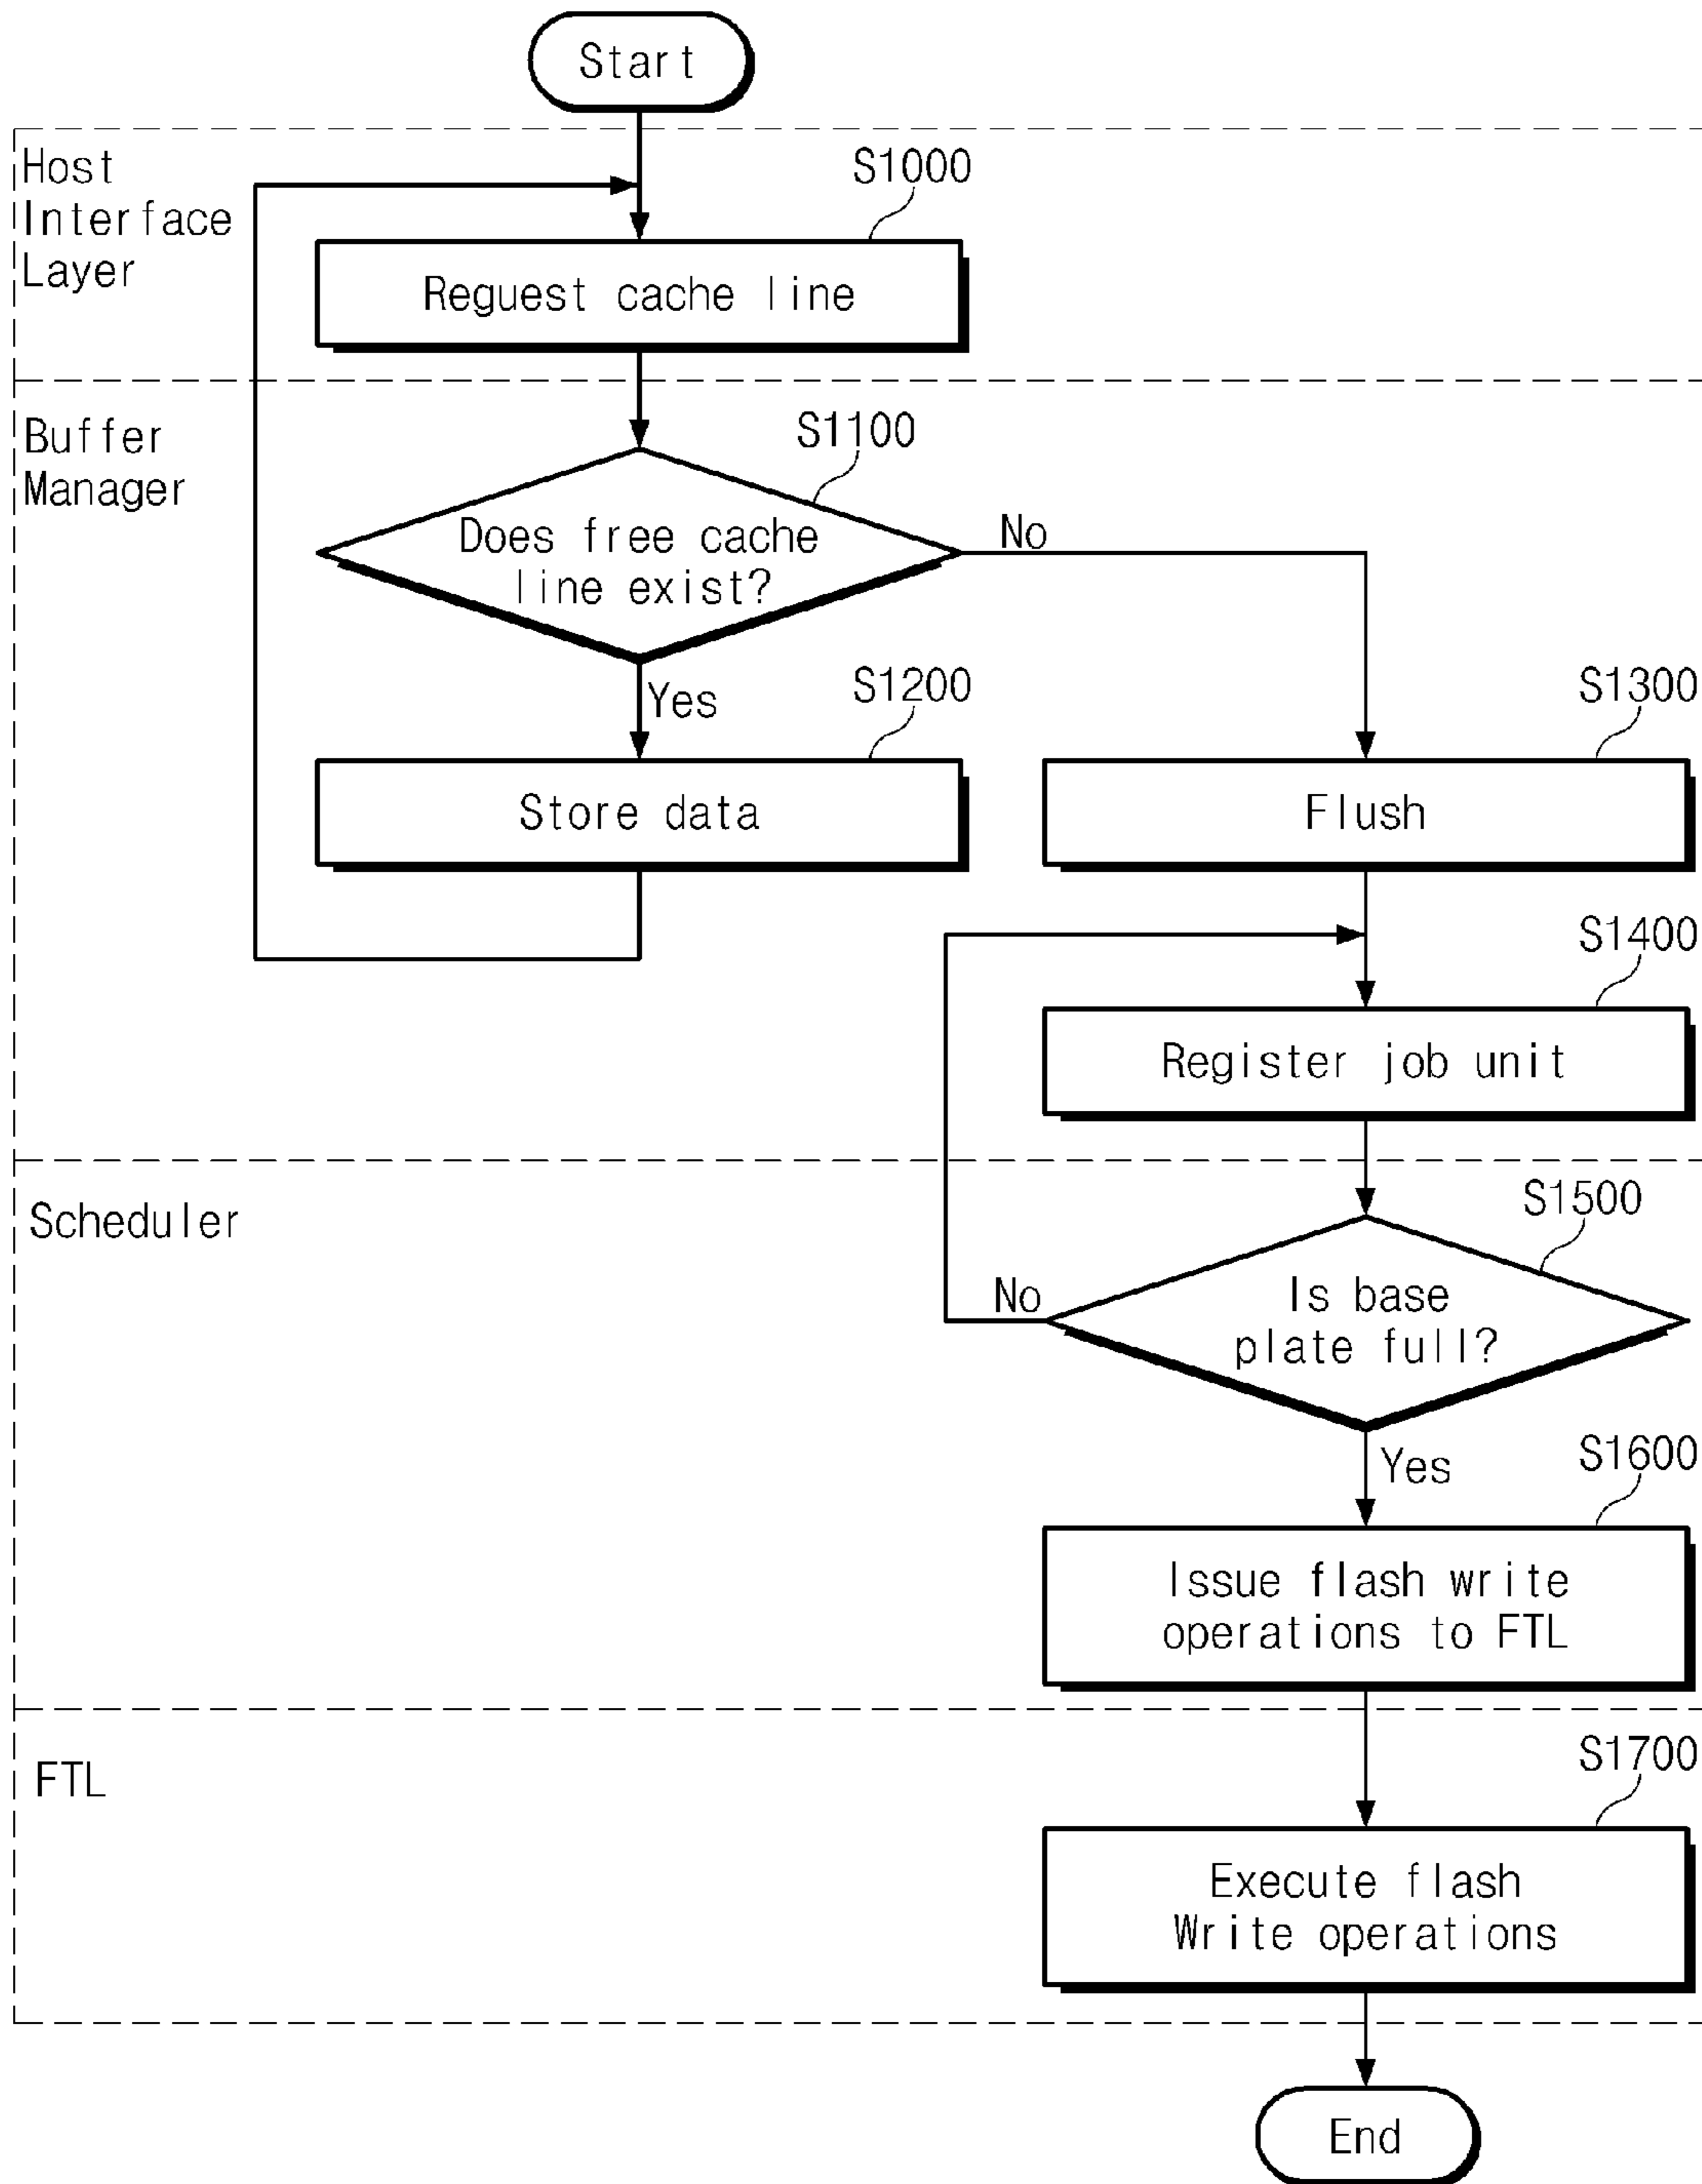 Start
Host
Interface
Layer
S1000
Reguest cache line
Buffer
Manager
S1100
Does free cache
line exist?
No
Yes
S1200
Store data
S1300
Flush
S1400
Register job unit
Scheduler
S1500
Is base
plate full?
No
Yes
S1600
Issue flash write
operations to FTL
FTL
S1700
Execute flash
Write operations
End